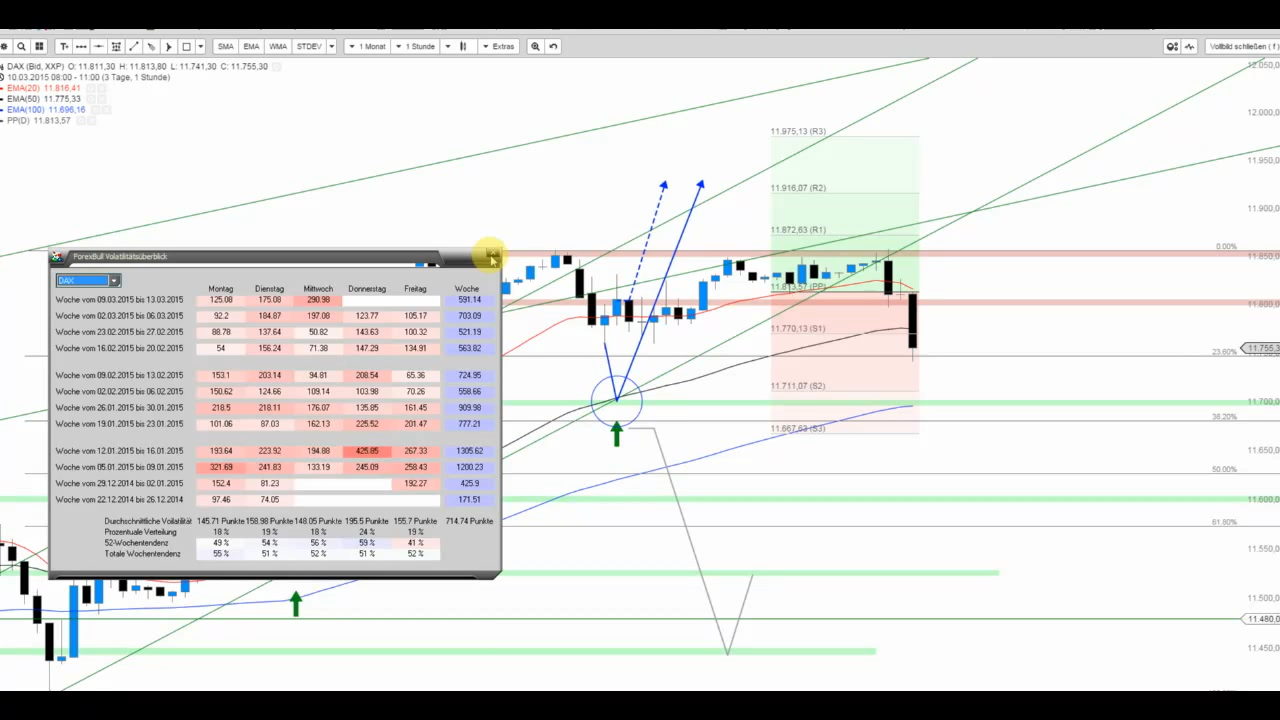 SMA EMA WMA STDEV 1 Monat 1 Stunde Extras Vollbild schließen ( f )
DAX (Bid, XXP) O: 11.811,30 H: 11.813,80 L: 11.741,30 C: 11.755,30
10.03.2015 08:00 - 11:00 (3 Tage, 1 Stunde)
EMA(20) 11.816,41
EMA(50) 11.775,33
EMA(100) 11.696,16
PP(D) 11.813,57
12.050,0
12.000,0
11.975,13 (R3)
11.950,0
11.916,07 (R2)
11.900,0
11.872,63 (R1)
0.00%
11.850,0
11.813,57 (PP)
11.800,0
11.770,13 (S1)
23.60%
11.755,3
11.711,07 (S2)
11.700,0
38,20%
11.667,63 (S3)
11.650,0
50.00%
11.600,0
61.80%
11.550,0
11.500,0
11.480,0
11.450,0
ForexBull Volatilitätsüberblick
DAX
Montag Dienstag Mittwoch Donnerstag Freitag Woche
Woche vom 09.03.2015 bis 13.03.2015 125.08 175.08 290.98 591.14
Woche vom 02.03.2015 bis 06.03.2015 92.2 184.87 197.08 123.77 105.17 703.09
Woche vom 23.02.2015 bis 27.02.2015 88.78 137.64 50.82 143.63 100.32 521.19
Woche vom 16.02.2015 bis 20.02.2015 54 156.24 71.38 147.29 134.91 563.82
Woche vom 09.02.2015 bis 13.02.2015 153.1 203.14 94.81 208.54 65.36 724.95
Woche vom 02.02.2015 bis 06.02.2015 150.62 124.66 109.14 103.98 70.26 558.66
Woche vom 26.01.2015 bis 30.01.2015 218.5 218.11 176.07 135.85 161.45 909.98
Woche vom 19.01.2015 bis 23.01.2015 101.06 87.03 162.13 225.52 201.47 777.21
Woche vom 12.01.2015 bis 16.01.2015 193.64 223.92 194.88 425.85 267.33 1305.62
Woche vom 05.01.2015 bis 09.01.2015 321.69 241.83 133.19 245.09 258.43 1200.23
Woche vom 29.12.2014 bis 02.01.2015 152.4 81.23 192.27 425.9
Woche vom 22.12.2014 bis 26.12.2014 97.46 74.05 171.51
Durchschnittliche Volatilität 145.71 Punkte 158.98 Punkte 148.05 Punkte 195.5 Punkte 155.7 Punkte 714.74 Punkte
Prozentuale Verteilung 18 % 19 % 18 % 24 % 19 %
52-Wochentendenz 49 % 54 % 56 % 59 % 41 %
Totale Wochentendenz 55 % 51 % 52 % 51 % 52 %